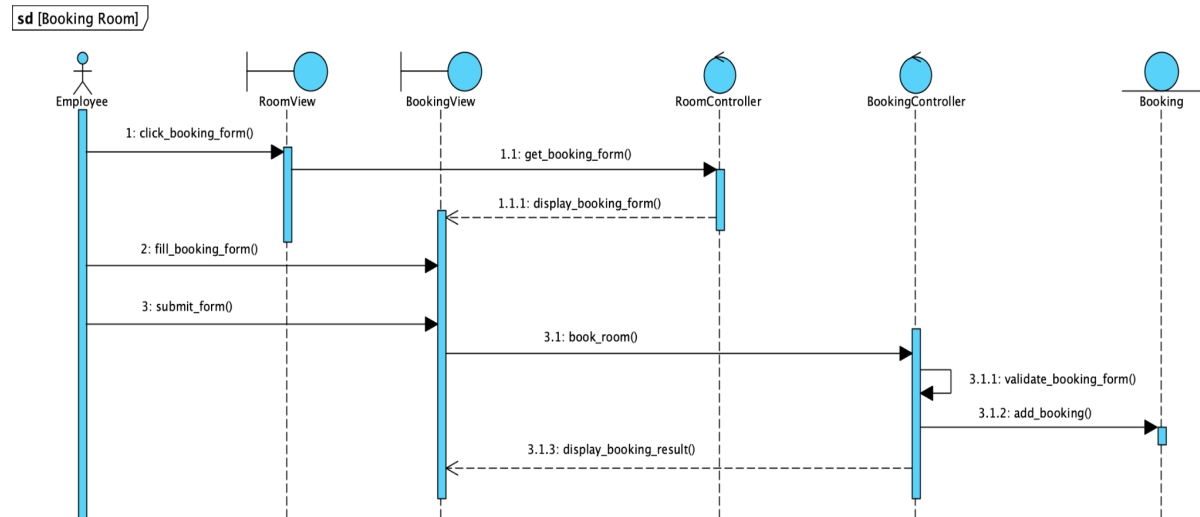 sd [Booking Room]
Employee
RoomView
BookingView
RoomController
BookingController
Booking
1: click_booking_form()
1.1: get_booking_form()
1.1.1: display_booking_form()
2: fill_booking_form()
3: submit_form()
3.1: book_room()
3.1.1: validate_booking_form()
3.1.2: add_booking()
3.1.3: display_booking_result()